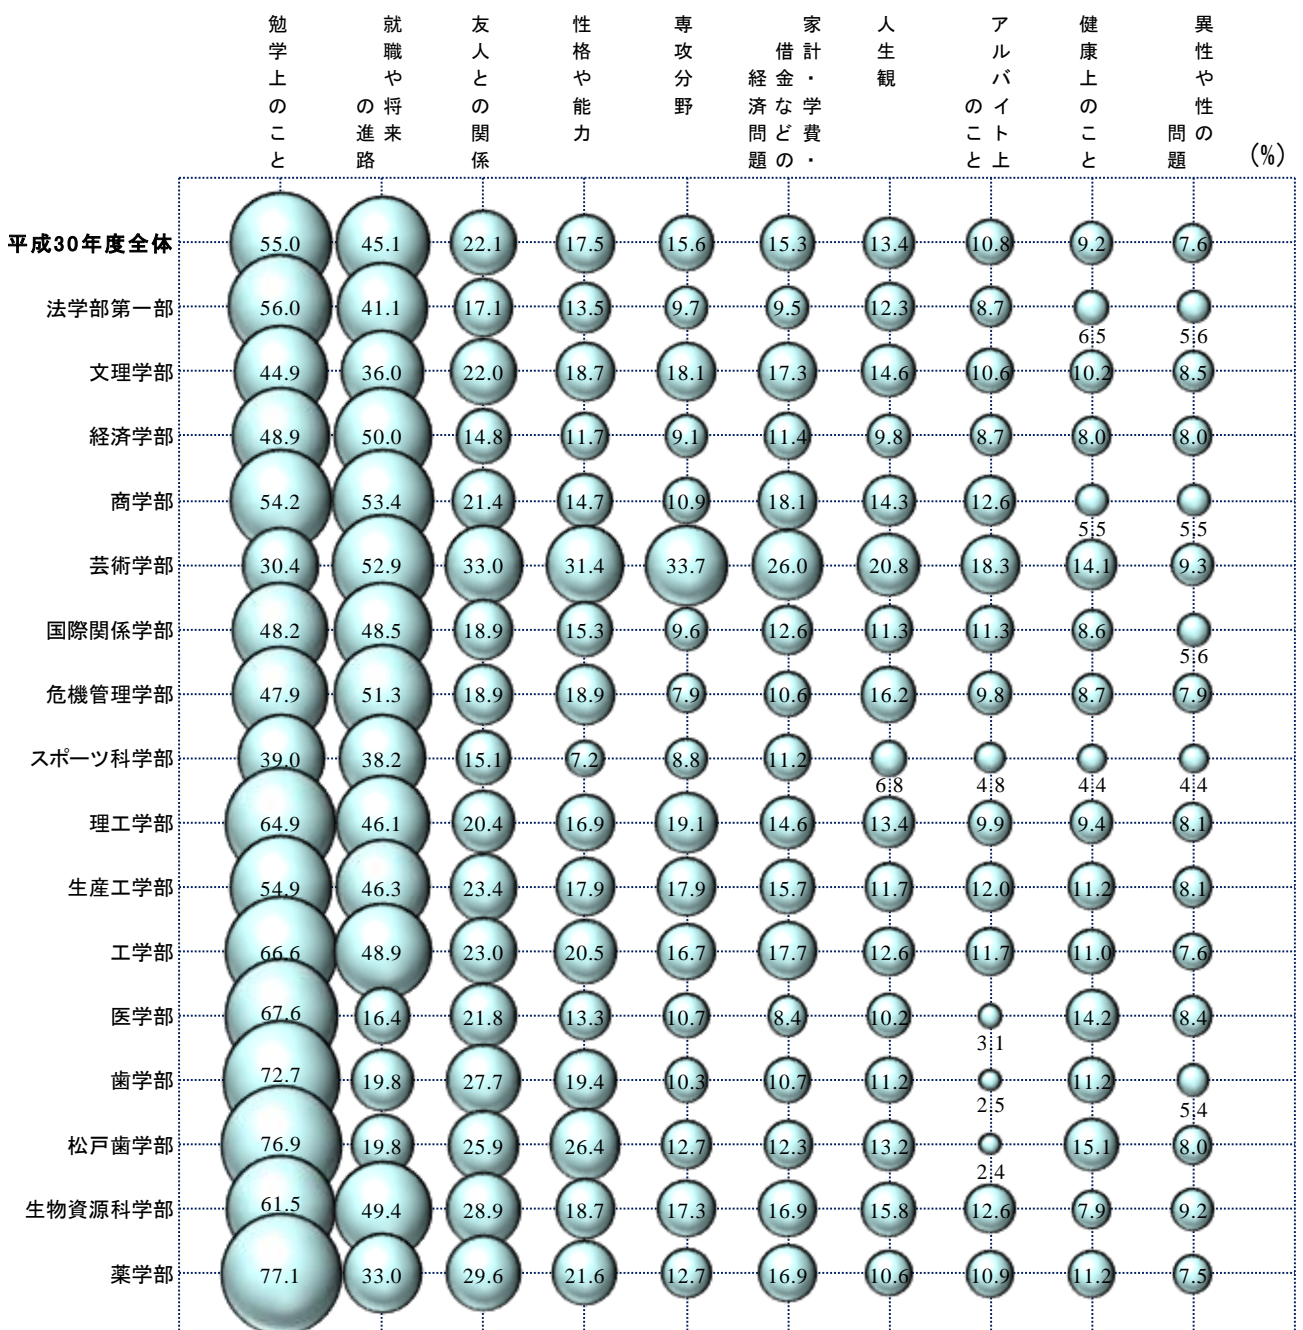 勉学上のこと
就職や将来
の進路
友人との関係
性格や能力
専攻分野
家計・学費・
借金などの
経済問題
人生観
アルバイト上
のこと
健康上のこと
異性や性の
問題
(%)
平成30年度全体 55.0 45.1 22.1 17.5 15.6 15.3 13.4 10.8 9.2 7.6
法学部第一部 56.0 41.1 17.1 13.5 9.7 9.5 12.3 8.7 6.5 5.6
文理学部 44.9 36.0 22.0 18.7 18.1 17.3 14.6 10.6 10.2 8.5
経済学部 48.9 50.0 14.8 11.7 9.1 11.4 9.8 8.7 8.0 8.0
商学部 54.2 53.4 21.4 14.7 10.9 18.1 14.3 12.6 5.5 5.5
芸術学部 30.4 52.9 33.0 31.4 33.7 26.0 20.8 18.3 14.1 9.3
国際関係学部 48.2 48.5 18.9 15.3 9.6 12.6 11.3 11.3 8.6 5.6
危機管理学部 47.9 51.3 18.9 18.9 7.9 10.6 16.2 9.8 8.7 7.9
スポーツ科学部 39.0 38.2 15.1 7.2 8.8 11.2 6.8 4.8 4.4 4.4
理工学部 64.9 46.1 20.4 16.9 19.1 14.6 13.4 9.9 9.4 8.1
生産工学部 54.9 46.3 23.4 17.9 17.9 15.7 11.7 12.0 11.2 8.1
工学部 66.6 48.9 23.0 20.5 16.7 17.7 12.6 11.7 11.0 7.6
医学部 67.6 16.4 21.8 13.3 10.7 8.4 10.2 3.1 14.2 8.4
歯学部 72.7 19.8 27.7 19.4 10.3 10.7 11.2 2.5 11.2 5.4
松戸歯学部 76.9 19.8 25.9 26.4 12.7 12.3 13.2 2.4 15.1 8.0
生物資源科学部 61.5 49.4 28.9 18.7 17.3 16.9 15.8 12.6 7.9 9.2
薬学部 77.1 33.0 29.6 21.6 12.7 16.9 10.6 10.9 11.2 7.5